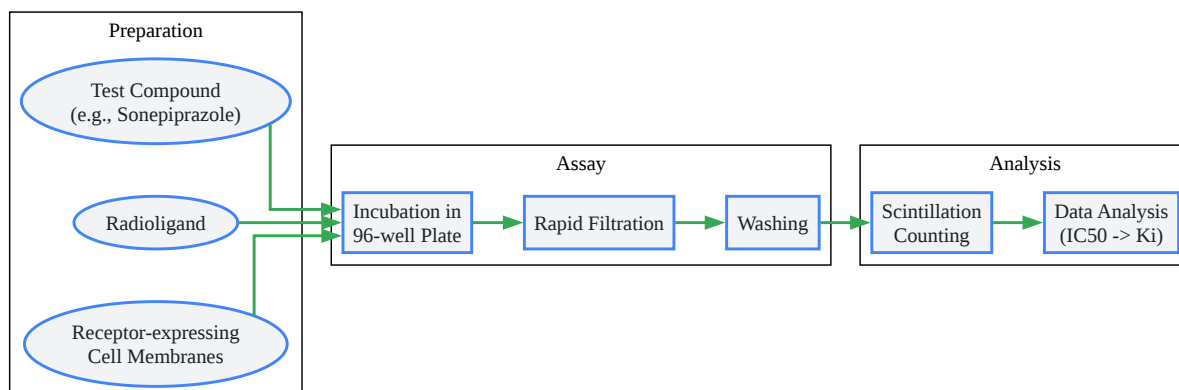 Preparation
Test Compound
(e.g., Sonepiprazole)
Radioligand
Receptor-expressing
Cell Membranes
Assay
Incubation in
96-well Plate
Rapid Filtration
Washing
Analysis
Scintillation
Counting
Data Analysis
(IC50 -> Ki)